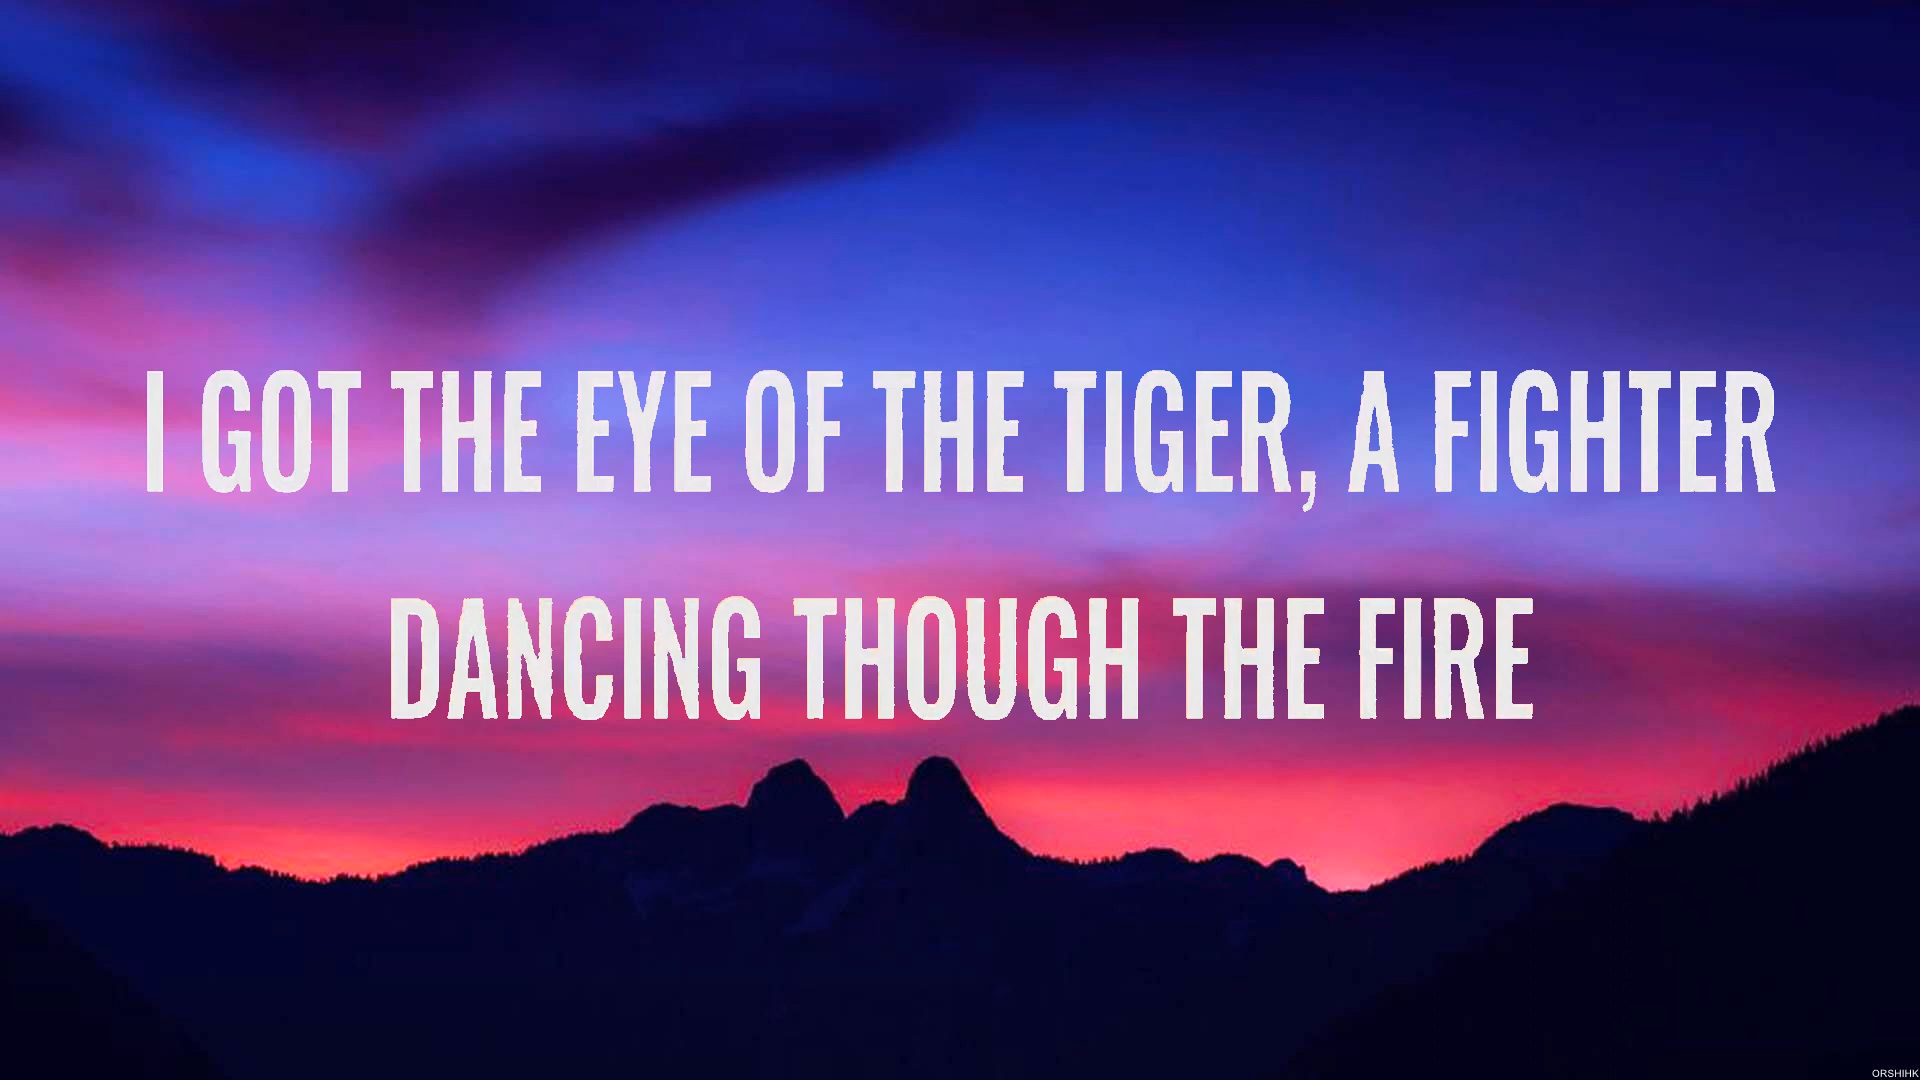 I GOT THE EYE OF THE TIGER, A FIGHTER
DANCING THOUGH THE FIRE
ORSHIHK